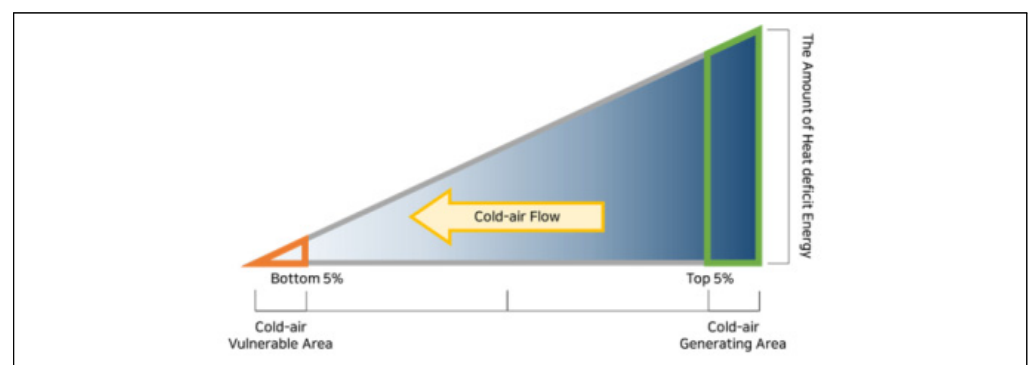 The Amount of Heat deficit Energy
Cold-air Flow
Bottom 5%
Top 5%
Cold-air
Vulnerable Area
Cold-air
Generating Area